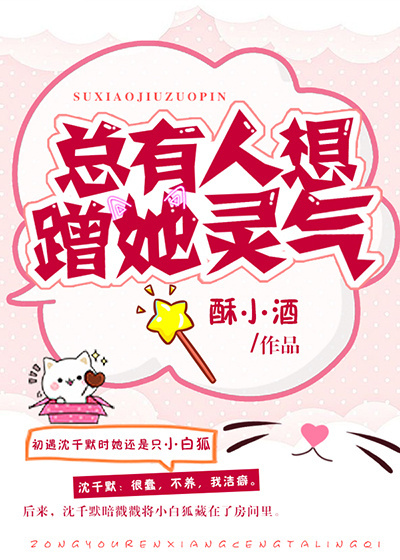 SUXIAOJIUZUOPIN
总有人想
蹭她灵气
酥小酒
/作品
初遇沈千默时她还是只小白狐
沈千默：很蠢，不养，我洁癖。
后来，沈千默暗戳戳将小白狐藏在了房间里。
ZONGYOURENXIANGCENGTALINGQI